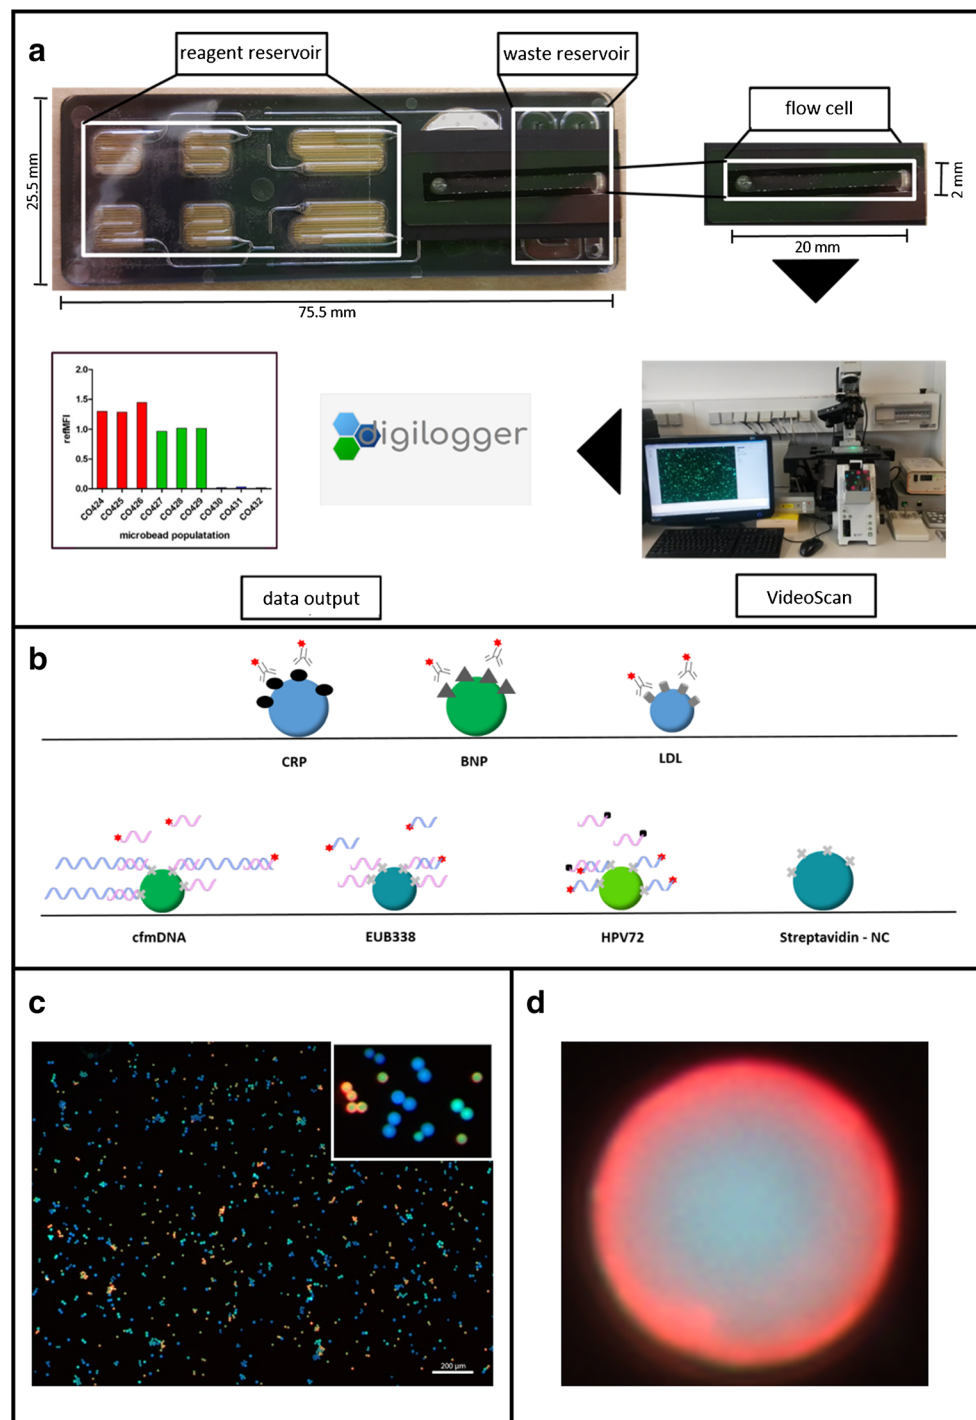 a
reagent reservoir
waste reservoir
flow cell
25.5 mm
2 mm
20 mm
75.5 mm
2.0
1.5
1.0
0.5
0.0
refMFI
CO424
CO425
CO426
CO427
CO428
CO429
CO430
CO431
CO432
microbead populatation
digilogger
data output
VideoScan
b
CRP
BNP
LDL
cfmDNA
EUB338
HPV72
Streptavidin - NC
c
d
200 µm